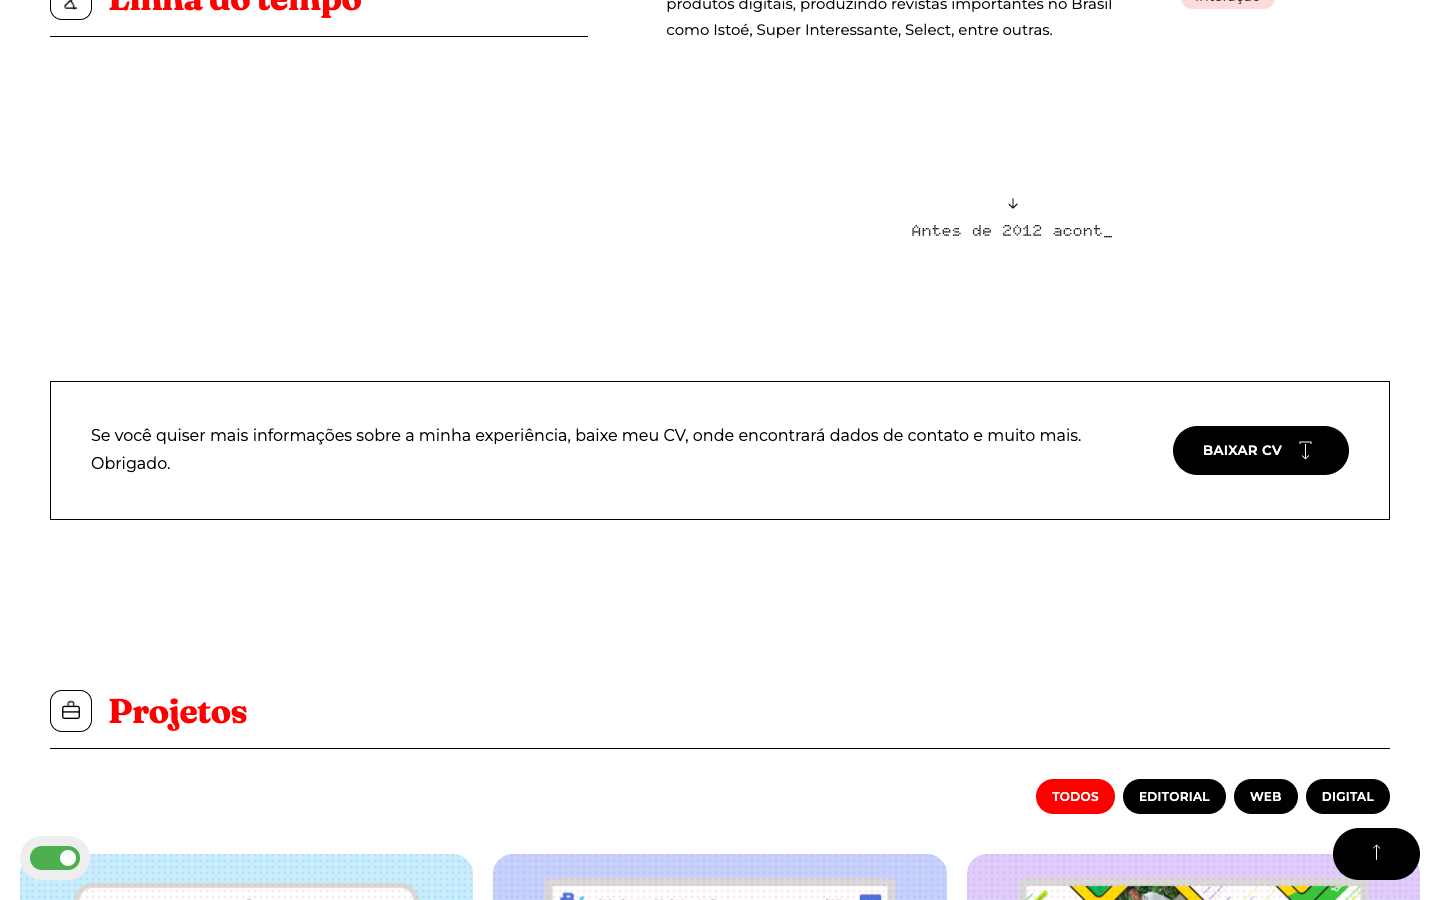 Linha do tempo
produtos digitais, produzindo revistas importantes no Brasil
como Istoé, Super Interessante, Select, entre outras.
Interação
↓
Antes de 2012 acont_
Se você quiser mais informações sobre a minha experiência, baixe meu CV, onde encontrará dados de contato e muito mais.
Obrigado.
BAIXAR CV
Projetos
TODOS
EDITORIAL
WEB
DIGITAL
↑